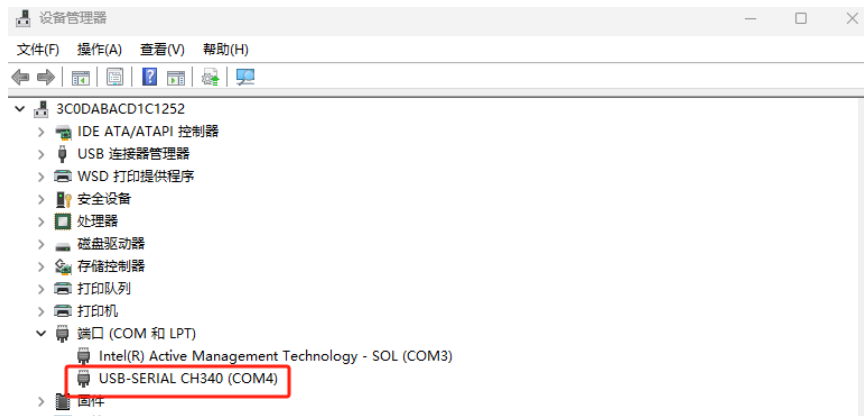 设备管理器
文件(F) 操作(A) 查看(V) 帮助(H)
3C0DABACD1C1252
IDE ATA/ATAPI 控制器
USB 连接器管理器
WSD 打印提供程序
安全设备
处理器
磁盘驱动器
存储控制器
打印队列
打印机
端口 (COM 和 LPT)
Intel(R) Active Management Technology - SOL (COM3)
USB-SERIAL CH340 (COM4)
固件